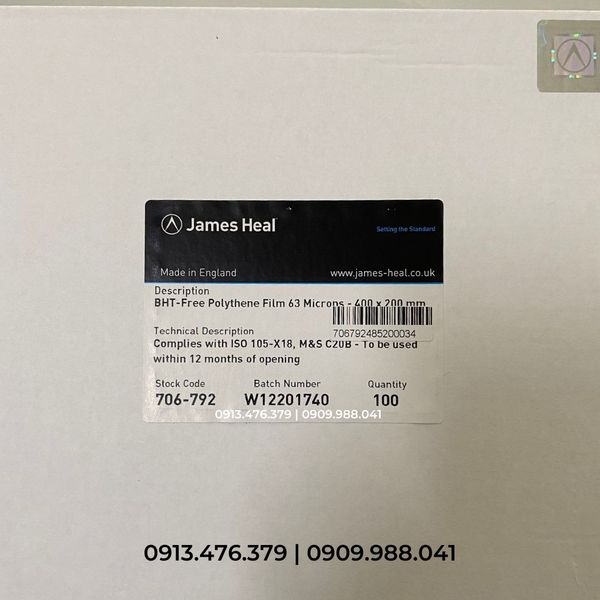 James Heal
Setting the Standard
Made in England
www.james-heal.co.uk
Description
BHT-Free Polythene Film 63 Microns - 400 x 200 mm
706792485200034
Technical Description
Complies with ISO 105-X18, M&S C20B - To be used
within 12 months of opening
Stock Code Batch Number Quantity
706-792 W12201740 100
0913.476.379 | 0909.988.041
0913.476.379 | 0909.988.041